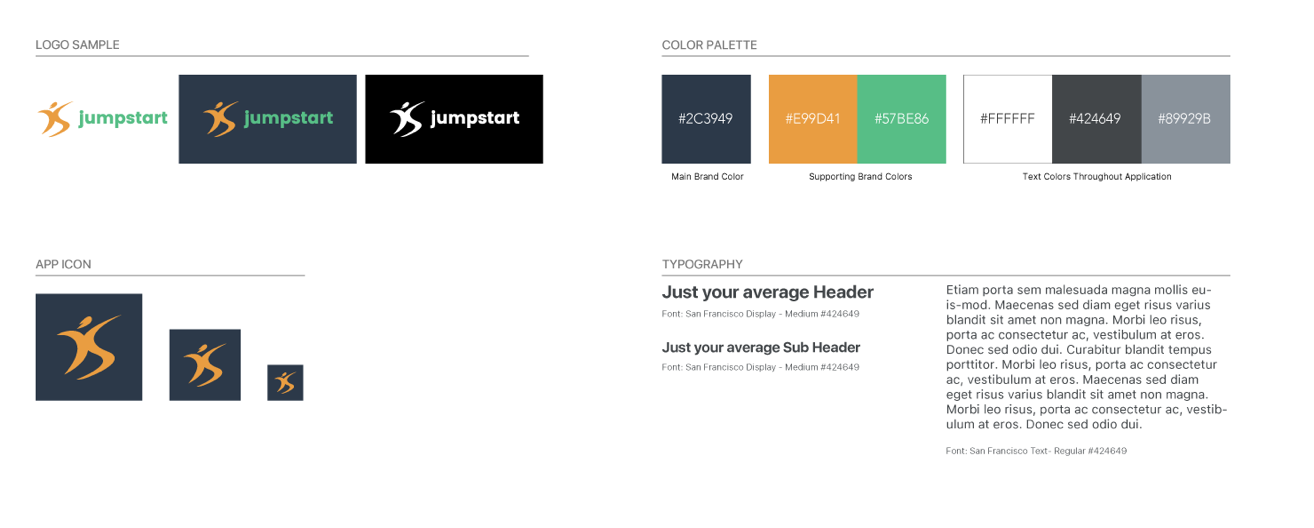 LOGO SAMPLE
jumpstart
jumpstart
jumpstart
COLOR PALETTE
#2C3949
#E99D41
#57BE86
#FFFFFF
#424649
#89929B
Main Brand Color
Supporting Brand Colors
Text Colors Throughout Application
APP ICON
TYPOGRAPHY
Just your average Header
Font: San Francisco Display - Medium #424649
Just your average Sub Header
Font: San Francisco Display - Medium #424649
Etiam porta sem malesuada magna mollis eu-
is-mod. Maecenas sed diam eget risus varius
blandit sit amet non magna. Morbi leo risus,
porta ac consectetur ac, vestibulum at eros.
Donec sed odio dui. Curabitur blandit tempus
porttitor. Morbi leo risus, porta ac consectetur
ac, vestibulum at eros. Maecenas sed diam
eget risus varius blandit sit amet non magna.
Morbi leo risus, porta ac consectetur ac, vestib-
ulum at eros. Donec sed odio dui.
Font: San Francisco Text- Regular #424649